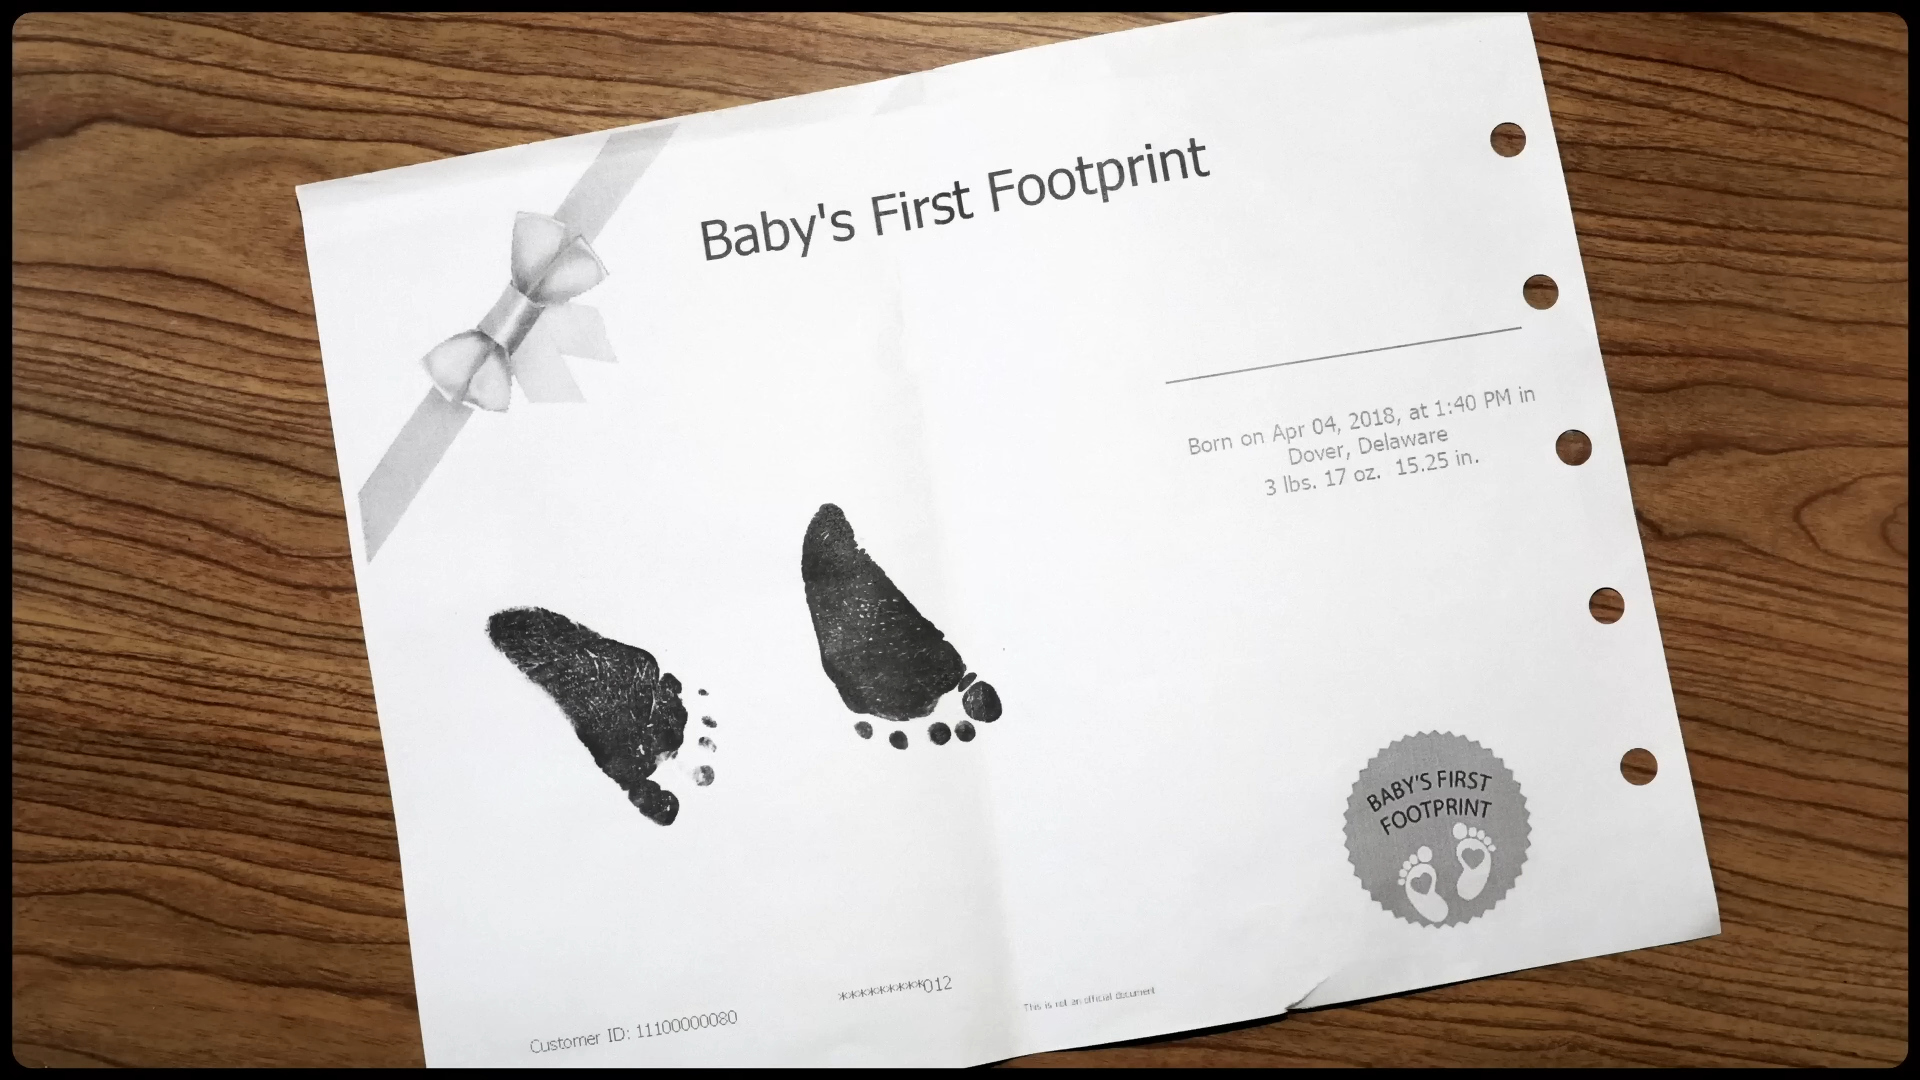 Baby's First Footprint
Born on Apr 04, 2018, at 1:40 PM in
Dover, Delaware
3 lbs. 17 oz. 15.25 in.
BABY'S FIRST
FOOTPRINT
*********012
This is not an official document
Customer ID: 11100000080